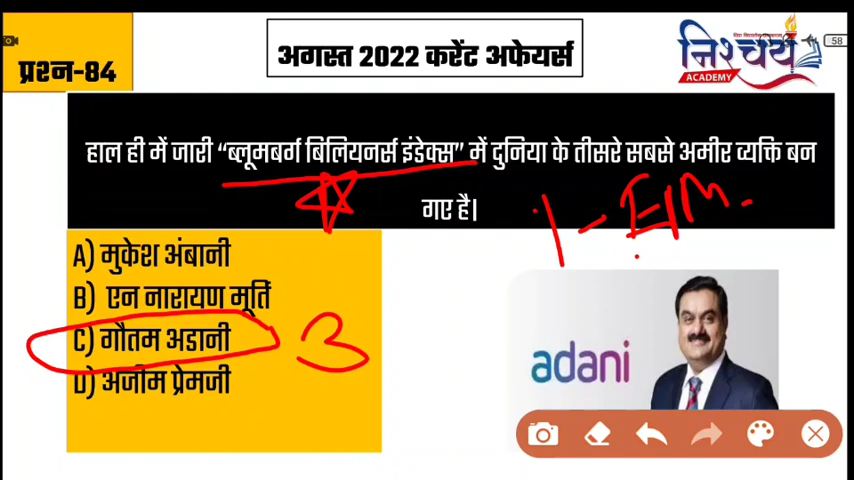 प्रश्न-84
अगस्त 2022 करेंट अफेयर्स
निश्चय
ACADEMY
58
हाल ही में जारी “ब्लूमबर्ग बिलियनर्स इंडेक्स” में दुनिया के तीसरे सबसे अमीर व्यक्ति बन
गए है।
1 - E.M.
A) मुकेश अंबानी
B) एन नारायण मूर्ति
C) गौतम अडानी
3
D) अजीम प्रेमजी
adani